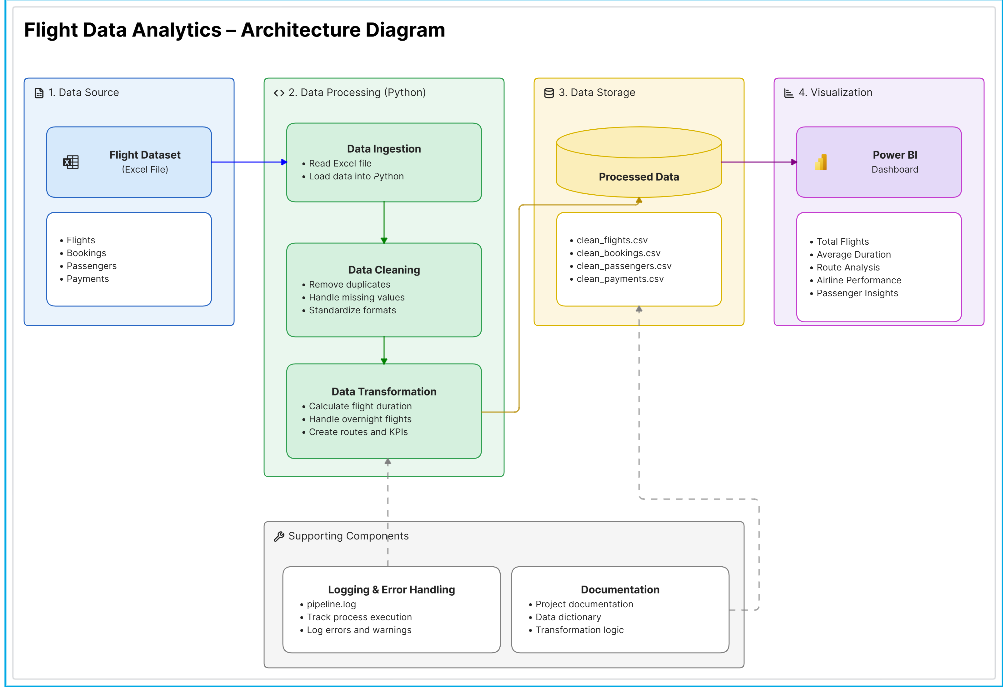 Flight Data Analytics – Architecture Diagram
1. Data Source
Flight Dataset
(Excel File)
• Flights
• Bookings
• Passengers
• Payments
2. Data Processing (Python)
Data Ingestion
• Read Excel file
• Load data into Python
Data Cleaning
• Remove duplicates
• Handle missing values
• Standardize formats
Data Transformation
• Calculate flight duration
• Handle overnight flights
• Create routes and KPIs
3. Data Storage
Processed Data
• clean_flights.csv
• clean_bookings.csv
• clean_passengers.csv
• clean_payments.csv
4. Visualization
Power BI
Dashboard
• Total Flights
• Average Duration
• Route Analysis
• Airline Performance
• Passenger Insights
Supporting Components
Logging & Error Handling
• pipeline.log
• Track process execution
• Log errors and warnings
Documentation
• Project documentation
• Data dictionary
• Transformation logic